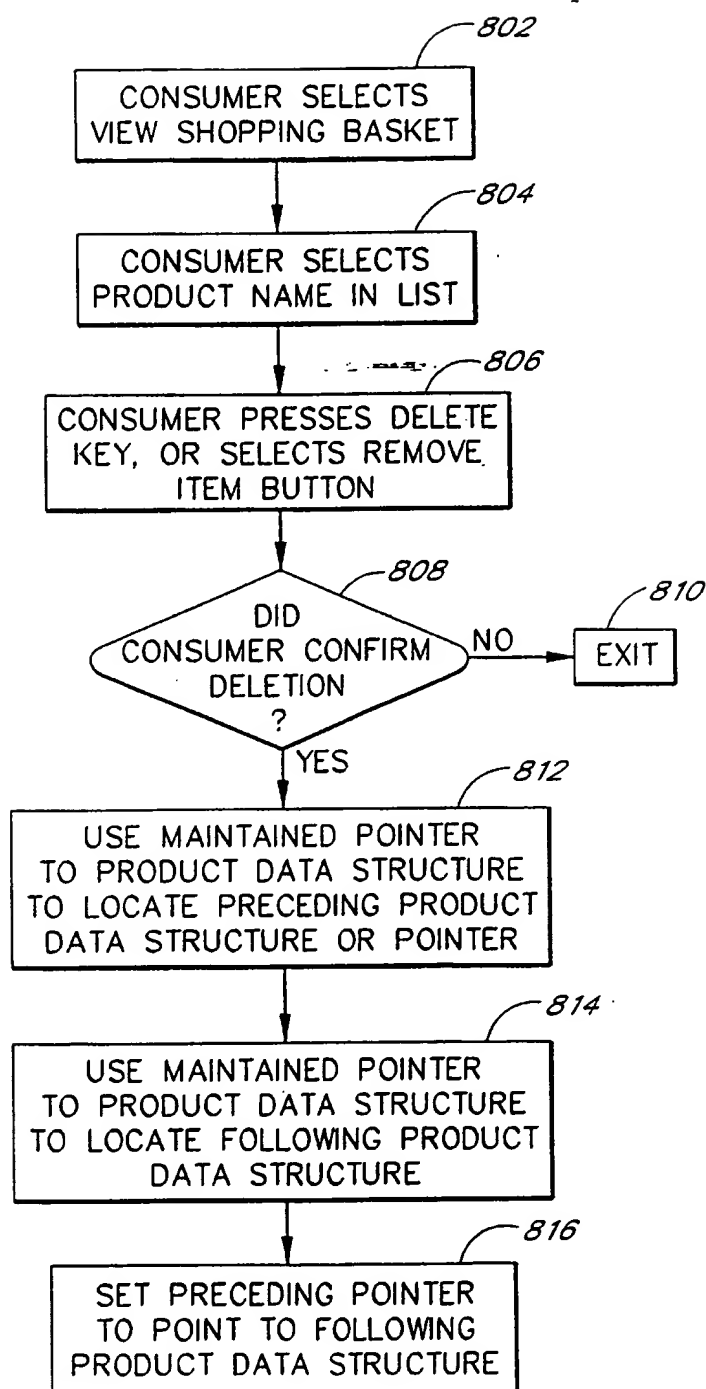 802
CONSUMER SELECTS
VIEW SHOPPING BASKET
804
CONSUMER SELECTS
PRODUCT NAME IN LIST
806
CONSUMER PRESSES DELETE
KEY, OR SELECTS REMOVE
ITEM BUTTON
808
DID
CONSUMER CONFIRM
DELETION
?
NO
810
EXIT
YES
812
USE MAINTAINED POINTER
TO PRODUCT DATA STRUCTURE
TO LOCATE PRECEDING PRODUCT
DATA STRUCTURE OR POINTER
814
USE MAINTAINED POINTER
TO PRODUCT DATA STRUCTURE
TO LOCATE FOLLOWING PRODUCT
DATA STRUCTURE
816
SET PRECEDING POINTER
TO POINT TO FOLLOWING
PRODUCT DATA STRUCTURE